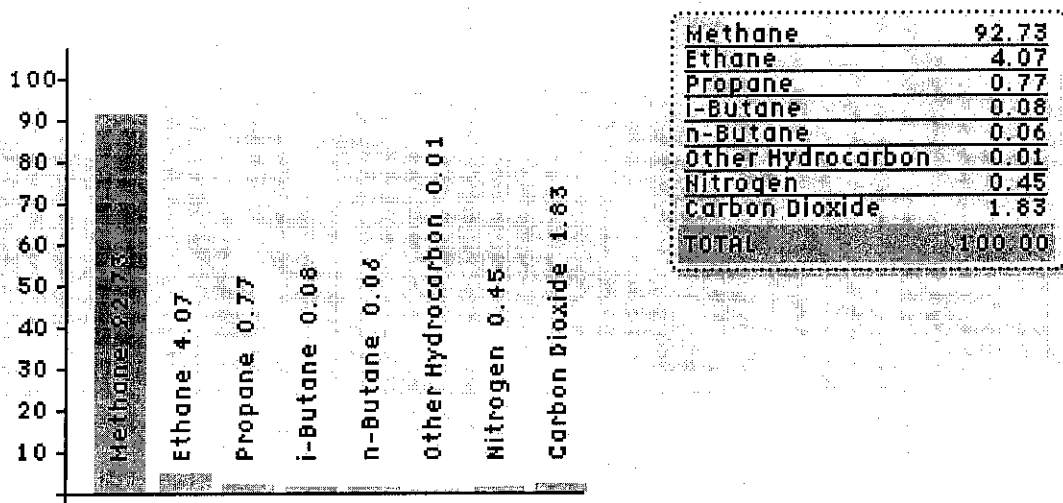 Methane 92.73
Ethane 4.07
Propane 0.77
i-Butane 0.08
n-Butane 0.06
Other Hydrocarbon 0.01
Nitrogen 0.45
Carbon Dioxide 1.83
TOTAL 100.00
100
90
80
70
60
50
40
30
20
10
Methane 92.73
Ethane 4.07
Propane 0.77
i-Butane 0.08
n-Butane 0.06
Other Hydrocarbon 0.01
Nitrogen 0.45
Carbon Dioxide 1.83